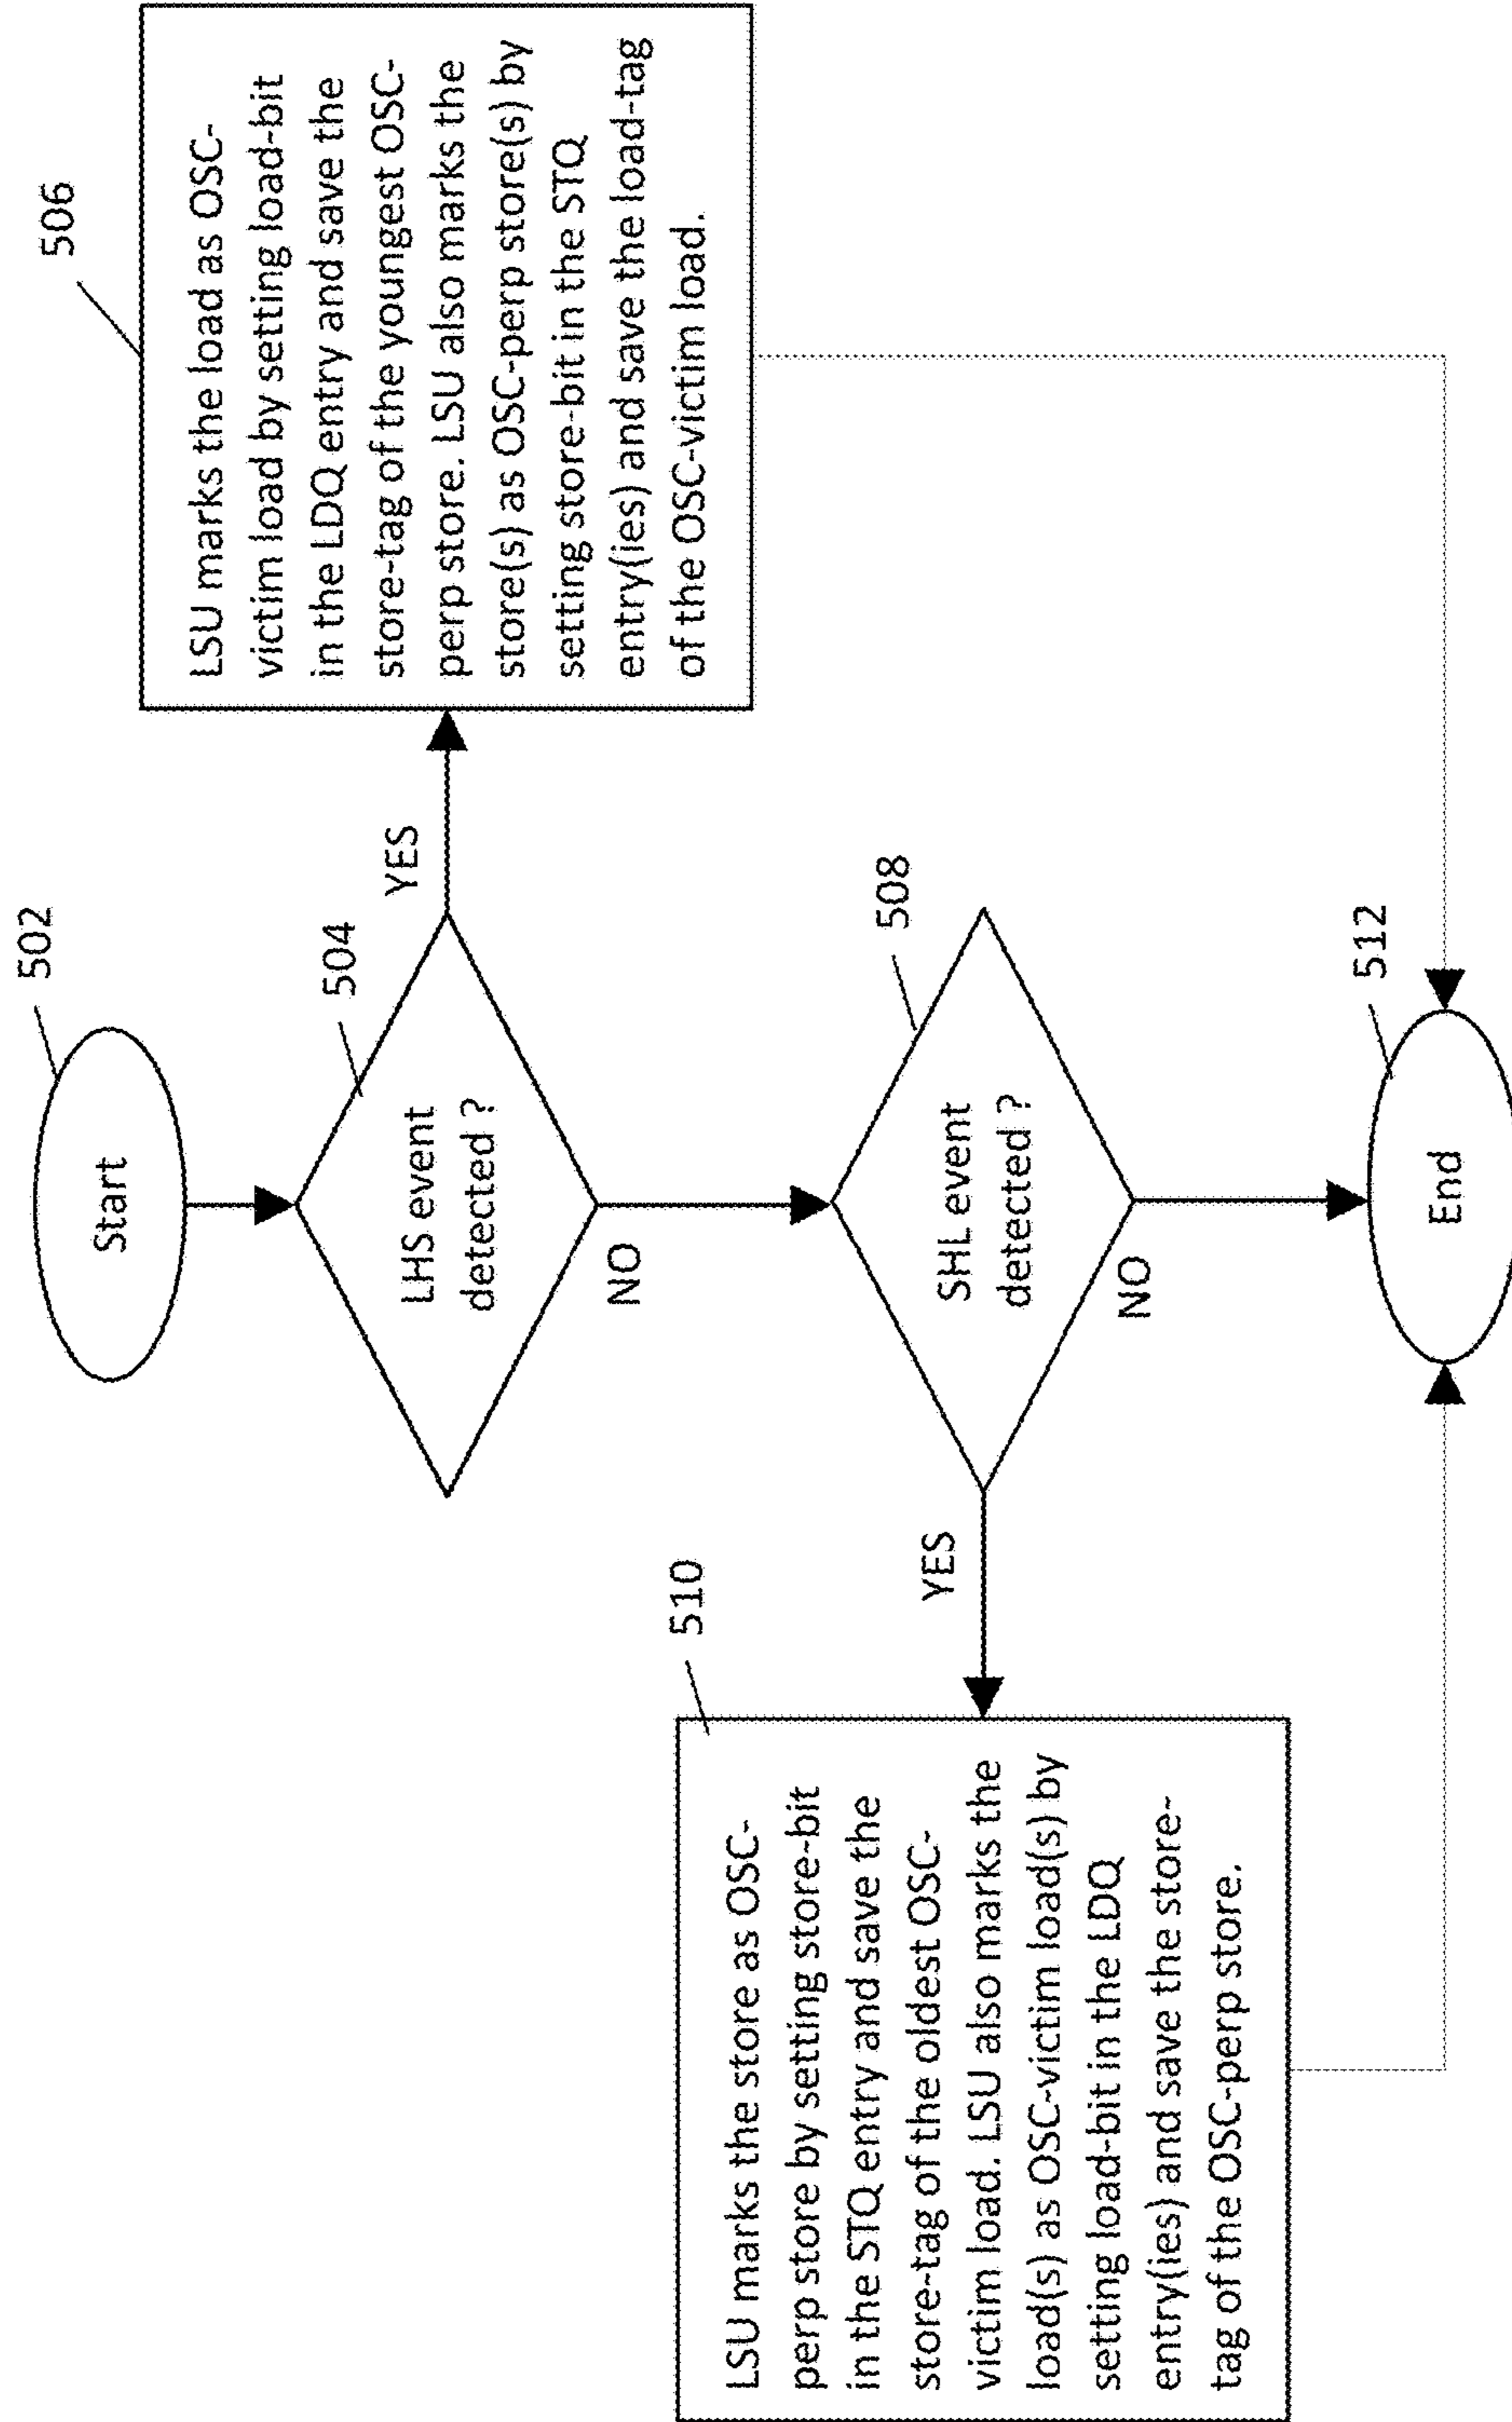 502
Start
504
LHS event
detected ?
YES
NO
506
LSU marks the load as OSC-
victim load by setting load-bit
in the LDQ entry and save the
store-tag of the youngest OSC-
perp store. LSU also marks the
store(s) as OSC-perp store(s) by
setting store-bit in the STQ
entry(ies) and save the load-tag
of the OSC-victim load.
508
SHL event
detected ?
YES
NO
510
LSU marks the store as OSC-
perp store by setting store-bit
in the STQ entry and save the
store-tag of the oldest OSC-
victim load. LSU also marks the
load(s) as OSC-victim load(s) by
setting load-bit in the LDQ
entry(ies) and save the store-
tag of the OSC-perp store.
512
End